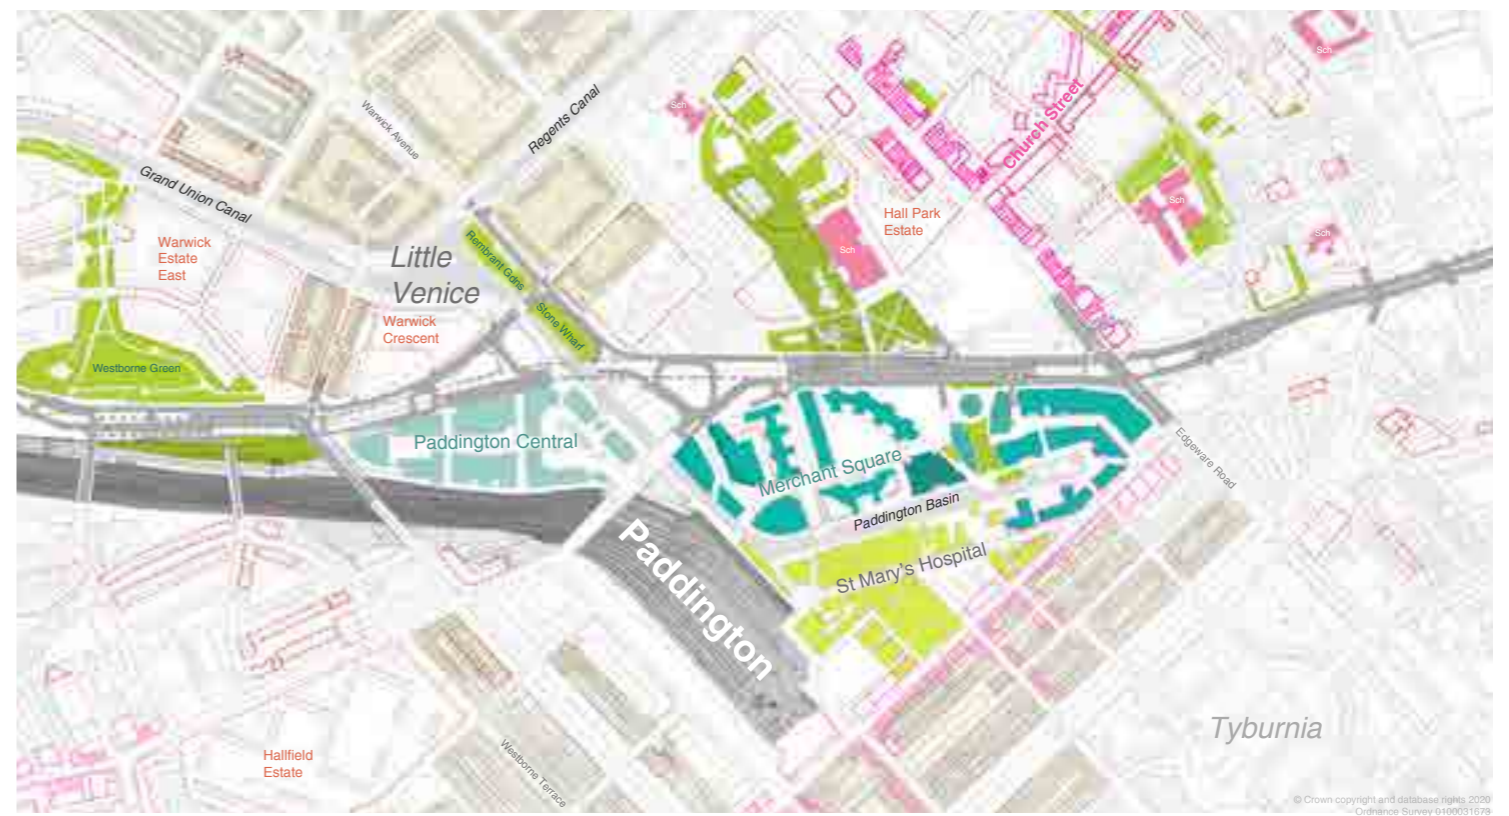 Sch
Sch
Warwick Avenue
Regents Canal
Church Street
Grand Union Canal
Sch
Hall Park
Estate
Sch
Sch
Warwick
Estate
East
Little
Venice
Rembrant Gdns
Stone Wharf
Warwick
Crescent
Westborne Green
Paddington Central
Merchant Square
Edgeware Road
Paddington Basin
Paddington
St Mary's Hospital
Tyburnia
Hallfield
Estate
Westborne Terrace
© Crown copyright and database rights 2020
Ordnance Survey 0100031673